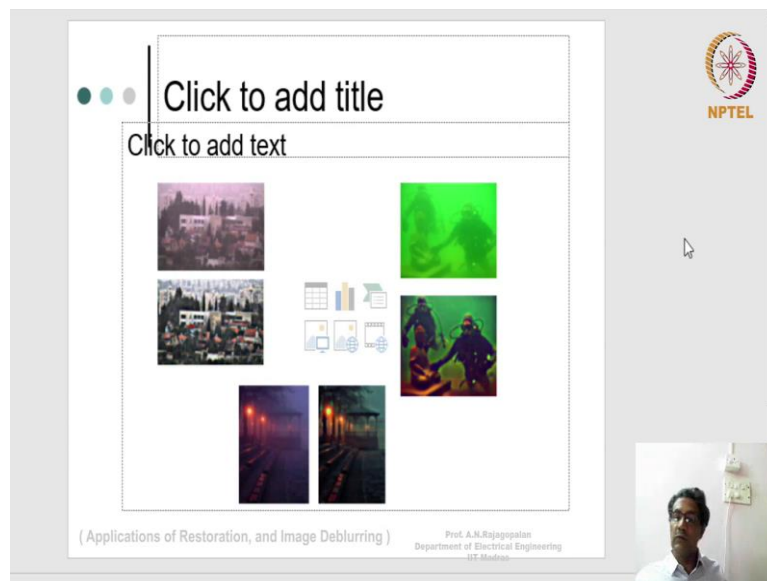 NPTEL
Click to add title
Click to add text
( Applications of Restoration, and Image Deblurring )
Prof. A.N.Rajagopalan
Department of Electrical Engineering
IIT Madras